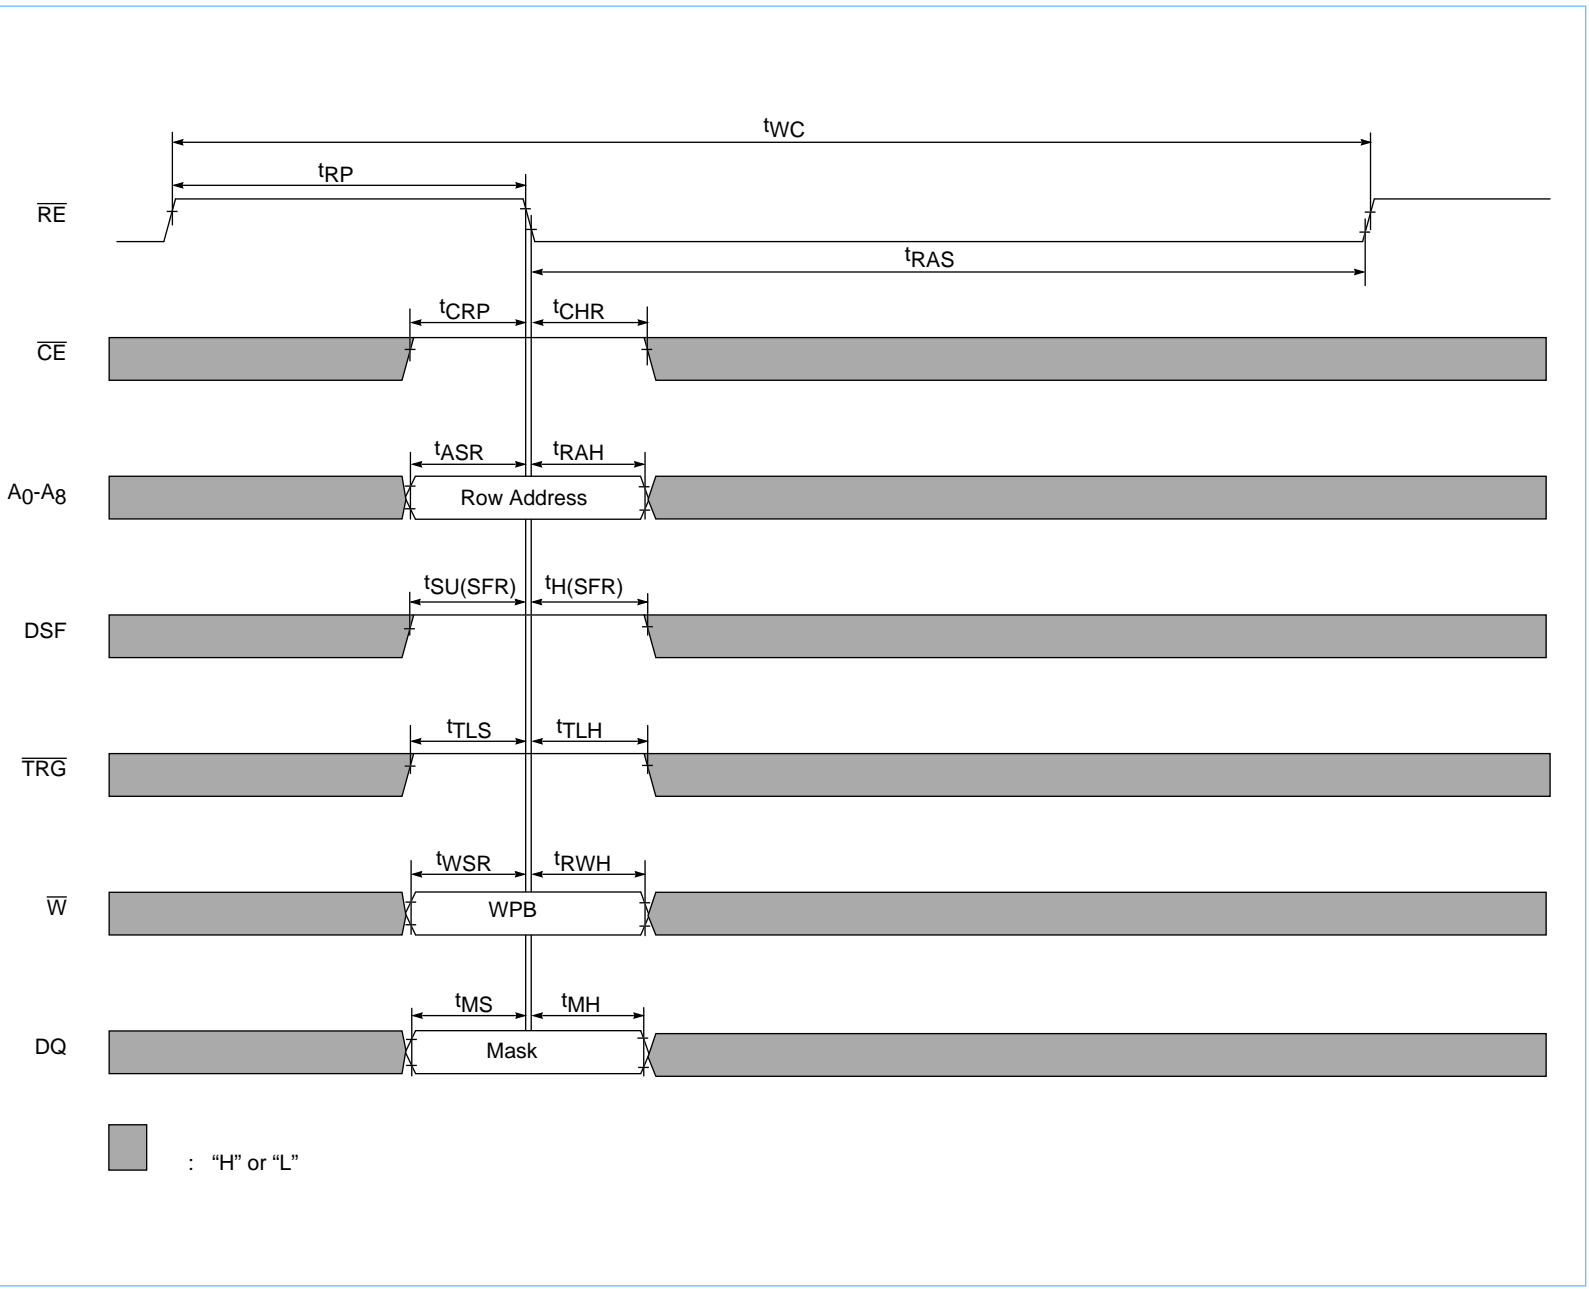 tWC
tRP
RE
tRAS
tCRP tCHR
CE
tASR tRAH
A0-A8 Row Address
tSU(SFR) tH(SFR)
DSF
tTLS tTLH
TRG
tWSR tRWH
W WPB
tMS tMH
DQ Mask
: “H” or “L”